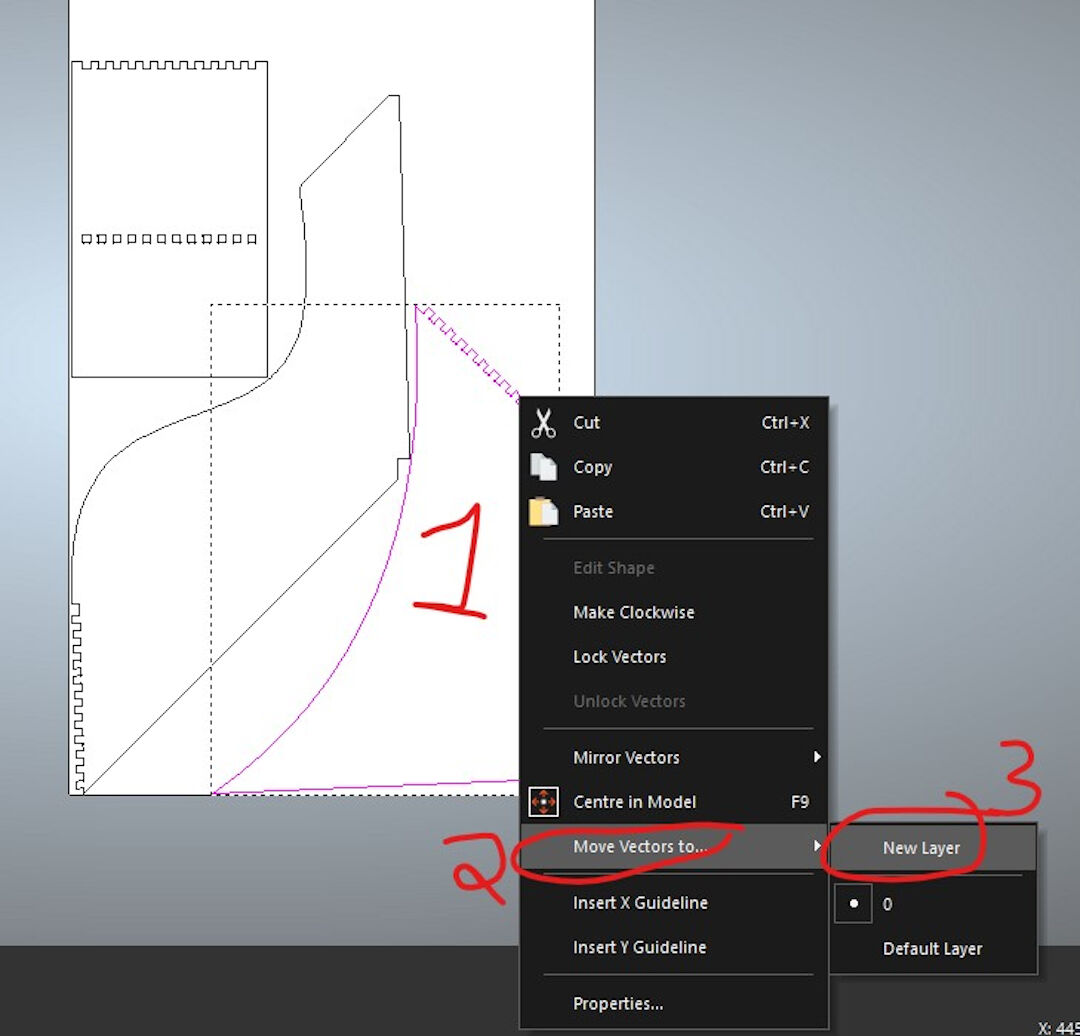 1
Cut Ctrl+X
Copy Ctrl+C
Paste Ctrl+V
Edit Shape
Make Clockwise
Lock Vectors
Unlock Vectors
Mirror Vectors
Centre in Model F9
3
2 Move Vectors to... New Layer
Insert X Guideline 0
Insert Y Guideline Default Layer
Properties...
X: 445